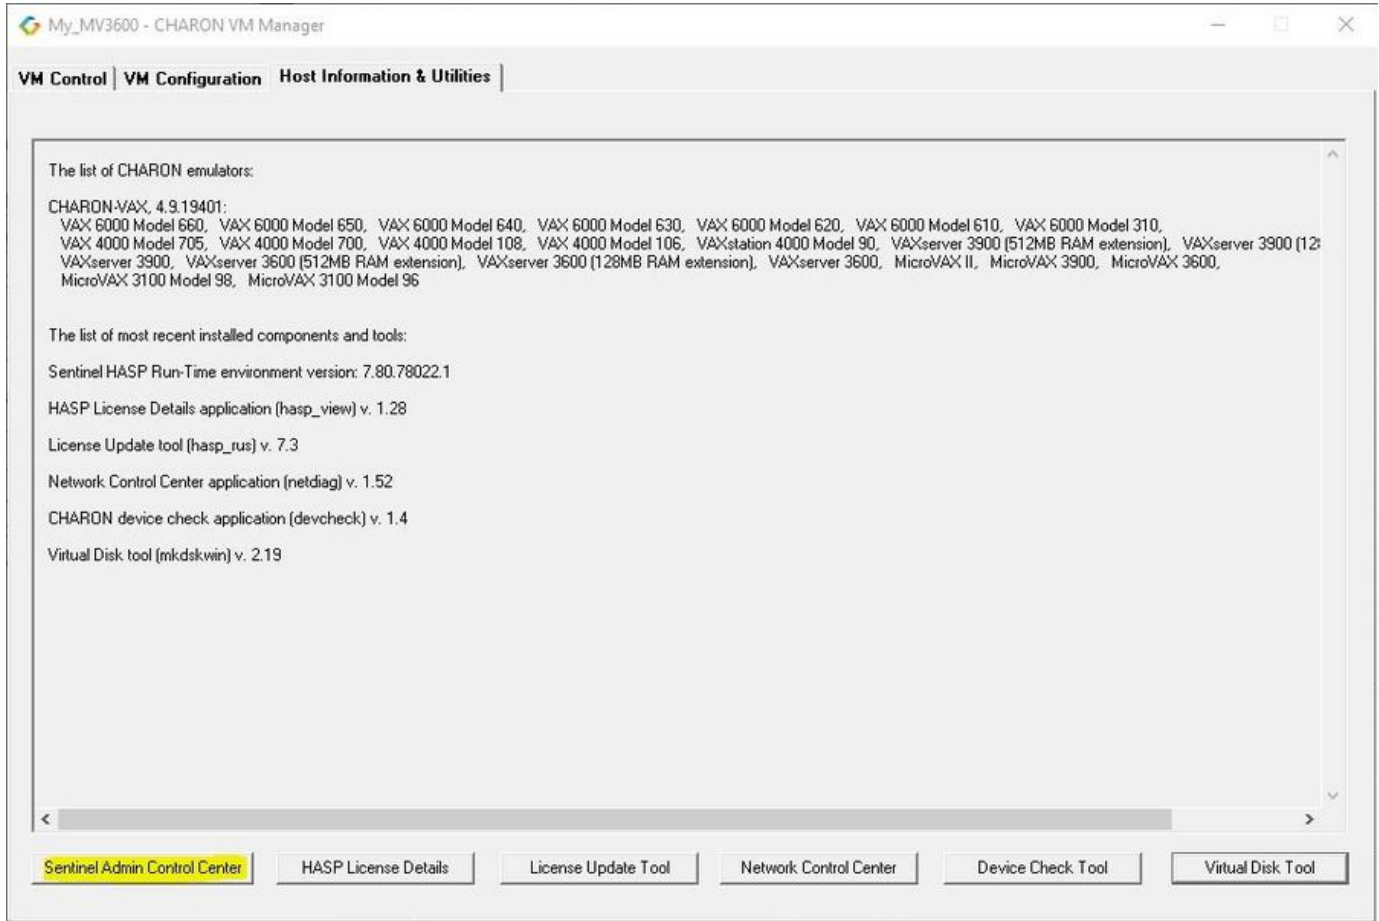 My_MV3600 - CHARON VM Manager
VM Control
VM Configuration
Host Information & Utilities
The list of CHARON emulators:
CHARON-VAX, 4.9.19401:
VAX 6000 Model 660, VAX 6000 Model 650, VAX 6000 Model 640, VAX 6000 Model 630, VAX 6000 Model 620, VAX 6000 Model 610, VAX 6000 Model 310,
VAX 4000 Model 705, VAX 4000 Model 700, VAX 4000 Model 108, VAX 4000 Model 106, VAXstation 4000 Model 90, VAXserver 3900 (512MB RAM extension), VAXserver 3900 (12
VAXserver 3900, VAXserver 3600 (512MB RAM extension), VAXserver 3600 (128MB RAM extension), VAXserver 3600, MicroVAX II, MicroVAX 3900, MicroVAX 3600,
MicroVAX 3100 Model 98, MicroVAX 3100 Model 96
The list of most recent installed components and tools:
Sentinel HASP Run-Time environment version: 7.80.78022.1
HASP License Details application (hasp_view) v. 1.28
License Update tool (hasp_rus) v. 7.3
Network Control Center application (netdiag) v. 1.52
CHARON device check application (devcheck) v. 1.4
Virtual Disk tool (mkdskwin) v. 2.19
Sentinel Admin Control Center
HASP License Details
License Update Tool
Network Control Center
Device Check Tool
Virtual Disk Tool